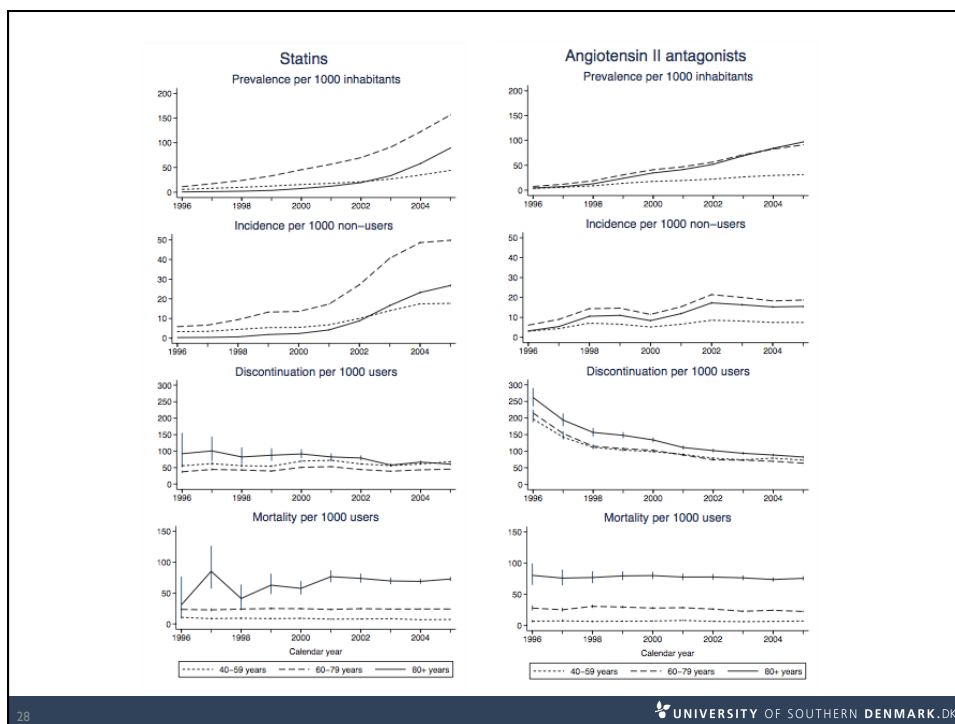 Statins
Prevalence per 1000 inhabitants
200
150
100
50
0
1996 1998 2000 2002 2004
Incidence per 1000 non-users
50
40
30
20
10
0
1996 1998 2000 2002 2004
Discontinuation per 1000 users
300
250
200
150
100
50
0
1996 1998 2000 2002 2004
Mortality per 1000 users
150
100
50
0
1996 1998 2000 2002 2004
Calendar year
40–59 years 60–79 years 80+ years
Angiotensin II antagonists
Prevalence per 1000 inhabitants
200
150
100
50
0
1996 1998 2000 2002 2004
Incidence per 1000 non-users
50
40
30
20
10
0
1996 1998 2000 2002 2004
Discontinuation per 1000 users
300
250
200
150
100
50
0
1996 1998 2000 2002 2004
Mortality per 1000 users
150
100
50
0
1996 1998 2000 2002 2004
Calendar year
40–59 years 60–79 years 80+ years
28
UNIVERSITY OF SOUTHERN DENMARK.DK